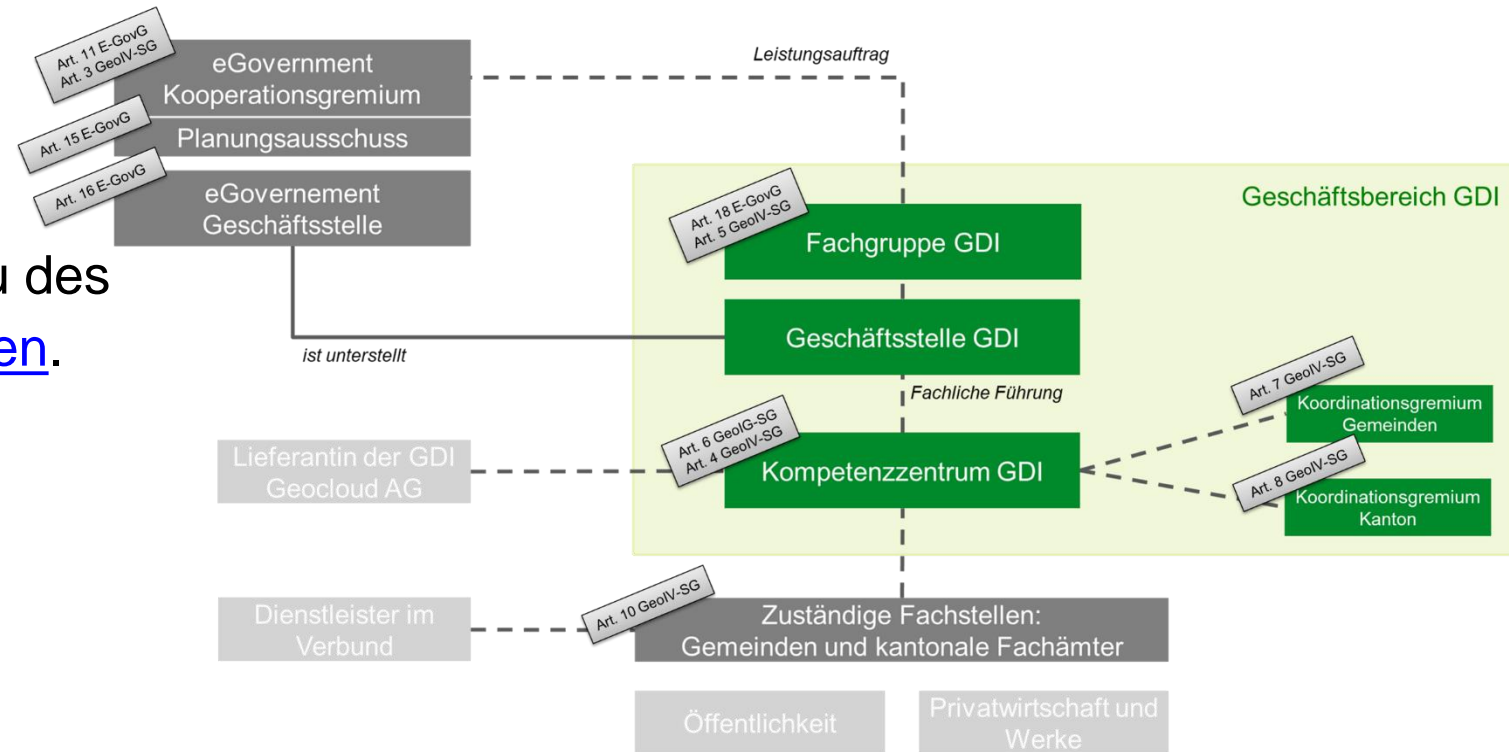 Art. 11 E-GovG
Art. 3 GeoIV-SG
eGovernment
Kooperationsgremium
Leistungsauftrag
Art. 15 E-GovG
Planungsausschuss
Art. 16 E-GovG
eGovernement
Geschäftsstelle
Geschäftsbereich GDI
Art. 18 E-GovG
Art. 5 GeoIV-SG
Fachgruppe GDI
u des
en.
ist unterstellt
Geschäftsstelle GDI
Fachliche Führung
Art. 7 GeoIV-SG
Koordinationsgremium
Gemeinden
Lieferantin der GDI
Geocloud AG
Art. 6 GeoIG-SG
Art. 4 GeoIV-SG
Kompetenzzentrum GDI
Art. 8 GeoIV-SG
Koordinationsgremium
Kanton
Dienstleister im
Verbund
Art. 10 GeoIV-SG
Zuständige Fachstellen:
Gemeinden und kantonale Fachämter
Öffentlichkeit
Privatwirtschaft und
Werke